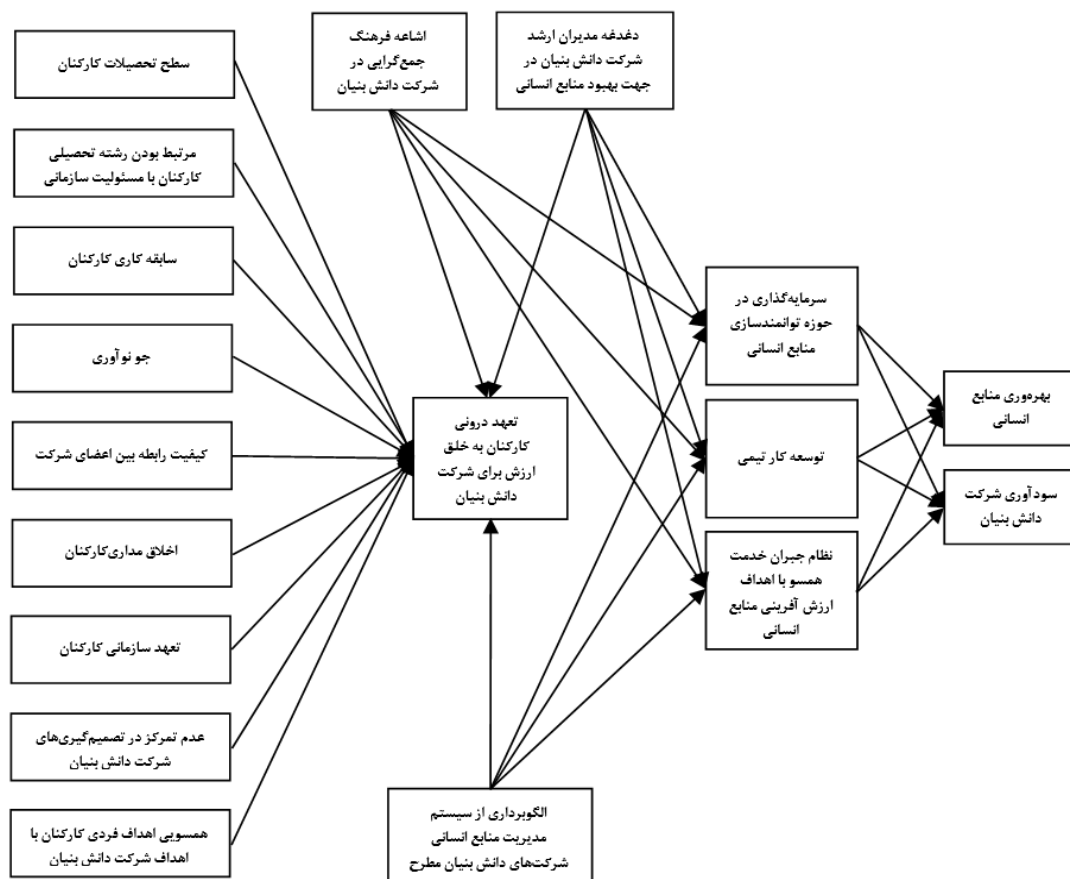 سطح تحصیلات کارکنان
مرتبط بودن رشته تحصیلی
کارکنان با مسئولیت سازمانی
سابقه کاری کارکنان
جو نوآوری
کیفیت رابطه بین اعضای شرکت
اخلاق مداری‌کارکنان
تعهد سازمانی کارکنان
عدم تمرکز در تصمیم‌گیری‌های
شرکت دانش بنیان
همسویی اهداف فردی کارکنان با
اهداف شرکت دانش بنیان
اشاعه فرهنگ
جمع‌گرایی در
شرکت دانش بنیان
دغدغه مدیران ارشد
شرکت دانش بنیان در
جهت بهبود منابع انسانی
تعهد درونی
کارکنان به خلق
ارزش برای شرکت
دانش بنیان
الگوبرداری از سیستم
مدیریت منابع انسانی
شرکت‌های دانش بنیان مطرح
سرمایه‌گذاری در
حوزه توانمندسازی
منابع انسانی
توسعه کار تیمی
نظام جبران خدمت
همسو با اهداف
ارزش آفرینی منابع
انسانی
بهره‌وری منابع
انسانی
سودآوری شرکت
دانش بنیان